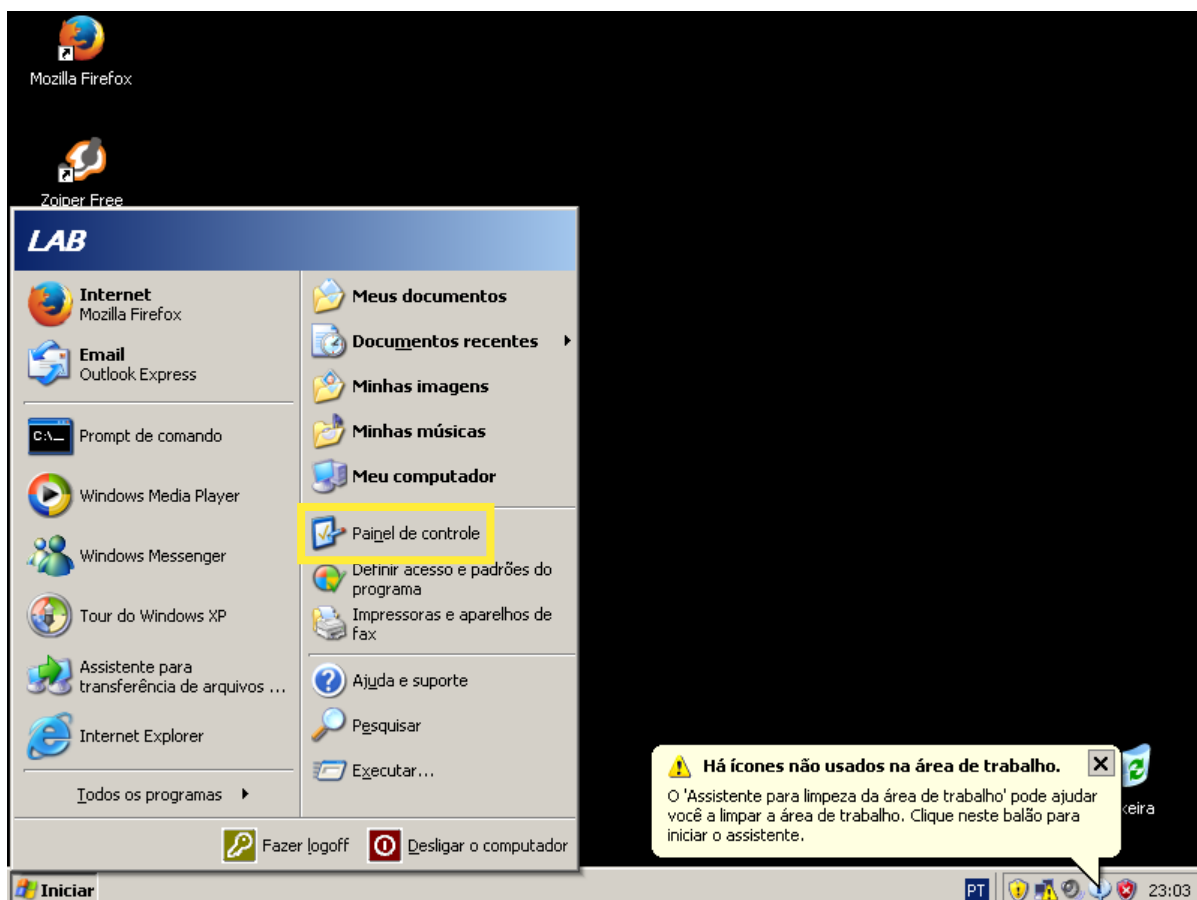 Mozilla Firefox
Zoiper Free
LAB
Internet
Mozilla Firefox
Email
Outlook Express
C:\_
Prompt de comando
Windows Media Player
Windows Messenger
Tour do Windows XP
Assistente para
transferência de arquivos ...
Internet Explorer
Todos os programas
Meus documentos
Documentos recentes
Minhas imagens
Minhas músicas
Meu computador
Painel de controle
Definir acesso e padrões do
programa
Impressoras e aparelhos de
fax
Ajuda e suporte
Pesquisar
Executar...
Fazer logoff
Desligar o computador
Há ícones não usados na área de trabalho.
O 'Assistente para limpeza da área de trabalho' pode ajudar
você a limpar a área de trabalho. Clique neste balão para
iniciar o assistente.
Iniciar
PT
23:03